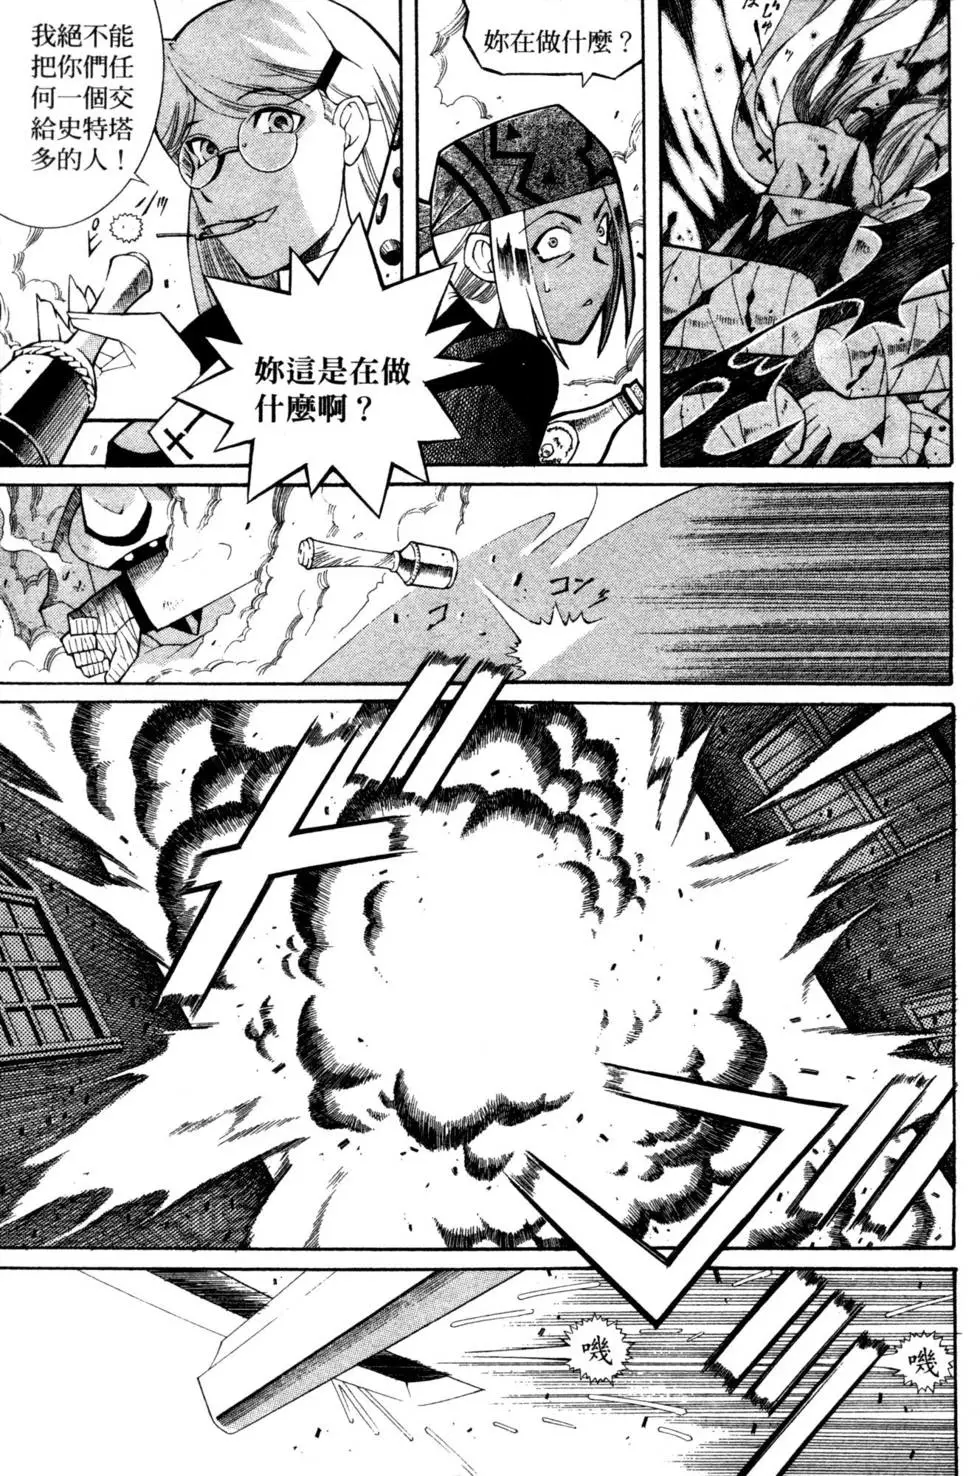 妳在做什麼？
我絕不能
把你們任
何一個交
給史特塔
多的人！
妳這是在做
什麼啊？
コン
コ
ド
嘰
嘰